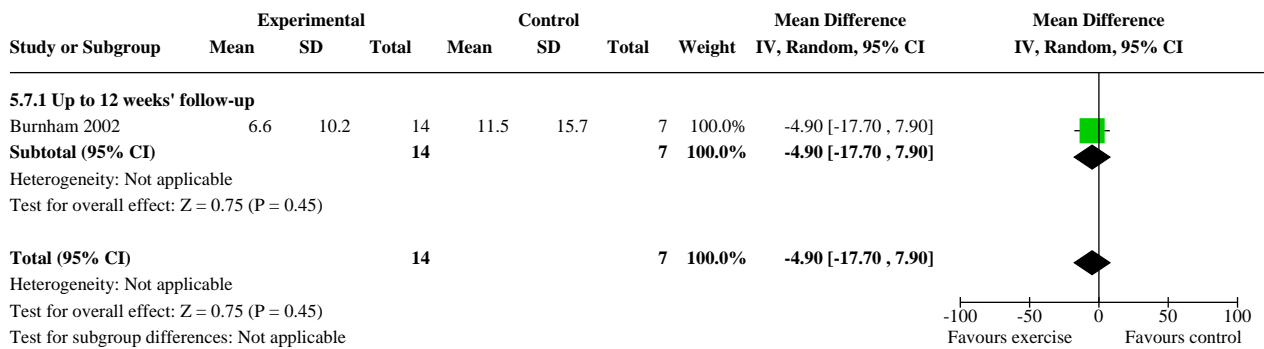 Experimental Control Mean Difference Mean Difference
Study or Subgroup Mean SD Total Mean SD Total Weight IV, Random, 95% CI IV, Random, 95% CI
5.7.1 Up to 12 weeks' follow-up
Burnham 2002 6.6 10.2 14 11.5 15.7 7 100.0% -4.90 [-17.70 , 7.90]
Subtotal (95% CI) 14 7 100.0% -4.90 [-17.70 , 7.90]
Heterogeneity: Not applicable
Test for overall effect: Z = 0.75 (P = 0.45)
Total (95% CI) 14 7 100.0% -4.90 [-17.70 , 7.90]
Heterogeneity: Not applicable
Test for overall effect: Z = 0.75 (P = 0.45)
-100 -50 0 50 100
Test for subgroup differences: Not applicable
Favours exercise Favours control